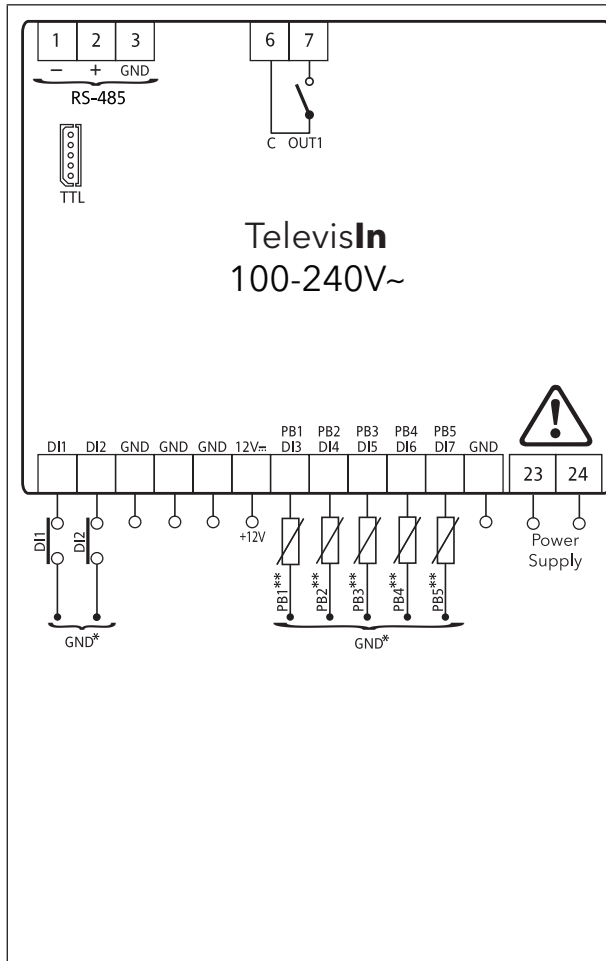 1 2 3 6 7
− + GND
RS-485
C OUT1
TTL
TelevisIn
100-240V~
PB1 PB2 PB3 PB4 PB5
DI1 DI2 GND GND GND 12V⎓ DI3 DI4 DI5 DI6 DI7 GND
23 24
DI1 DI2
+12V
Power
Supply
PB1** PB2** PB3** PB4** PB5**
GND* GND*